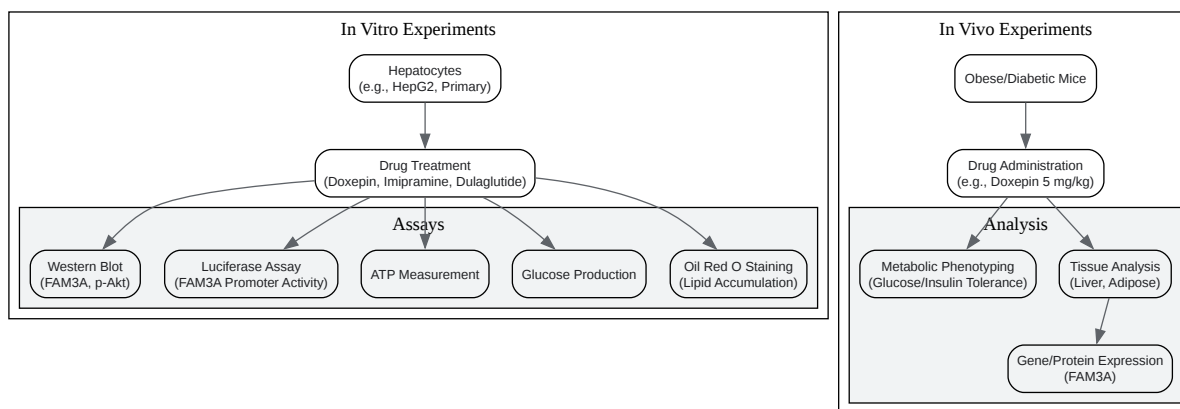 In Vitro Experiments
Hepatocytes
(e.g., HepG2, Primary)
Drug Treatment
(Doxepin, Imipramine, Dulaglutide)
Assays
Western Blot
(FAM3A, p-Akt)
Luciferase Assay
(FAM3A Promoter Activity)
ATP Measurement
Glucose Production
Oil Red O Staining
(Lipid Accumulation)
In Vivo Experiments
Obese/Diabetic Mice
Drug Administration
(e.g., Doxepin 5 mg/kg)
Analysis
Metabolic Phenotyping
(Glucose/Insulin Tolerance)
Tissue Analysis
(Liver, Adipose)
Gene/Protein Expression
(FAM3A)